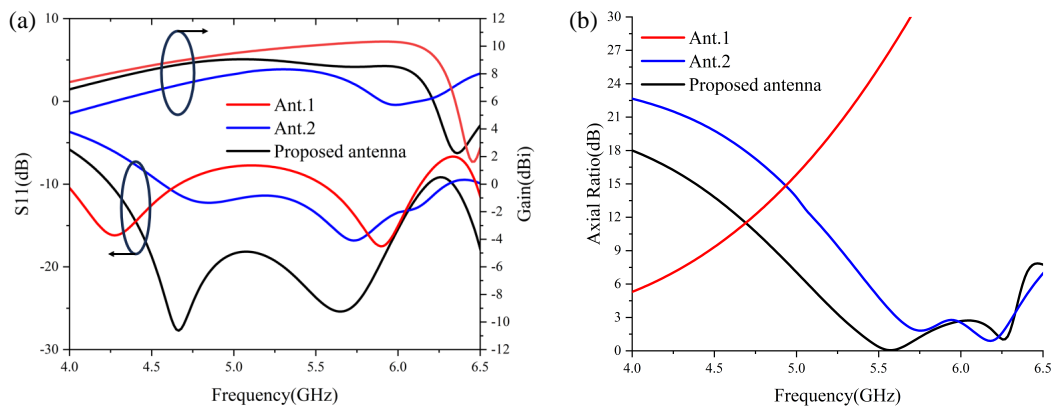 (a)
10
0
-10
-20
-30
S11(dB)
12
10
8
6
4
2
0
-2
-4
-6
-8
-10
-12
Gain(dBi)
Ant.1
Ant.2
Proposed antenna
4.0 4.5 5.0 5.5 6.0 6.5
Frequency(GHz)
(b)
30
27
24
21
18
15
12
9
6
3
0
Axial Ratio(dB)
Ant.1
Ant.2
Proposed antenna
4.0 4.5 5.0 5.5 6.0 6.5
Frequency(GHz)